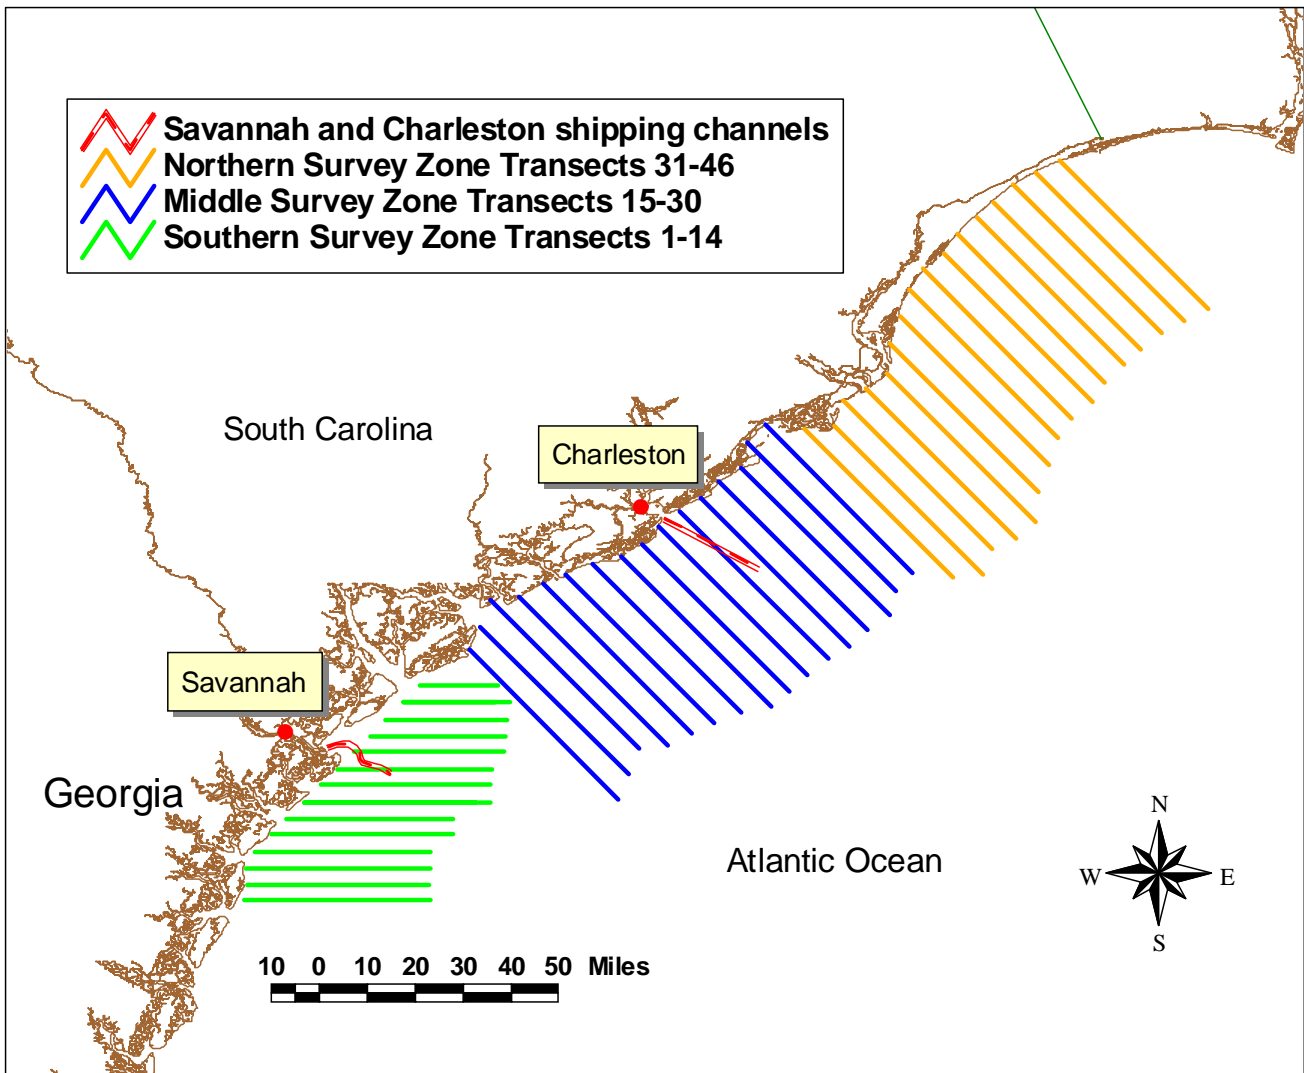 Savannah and Charleston shipping channels
Northern Survey Zone Transects 31-46
Middle Survey Zone Transects 15-30
Southern Survey Zone Transects 1-14
South Carolina
Charleston
Savannah
Georgia
Atlantic Ocean
N
W E
S
10 0 10 20 30 40 50 Miles